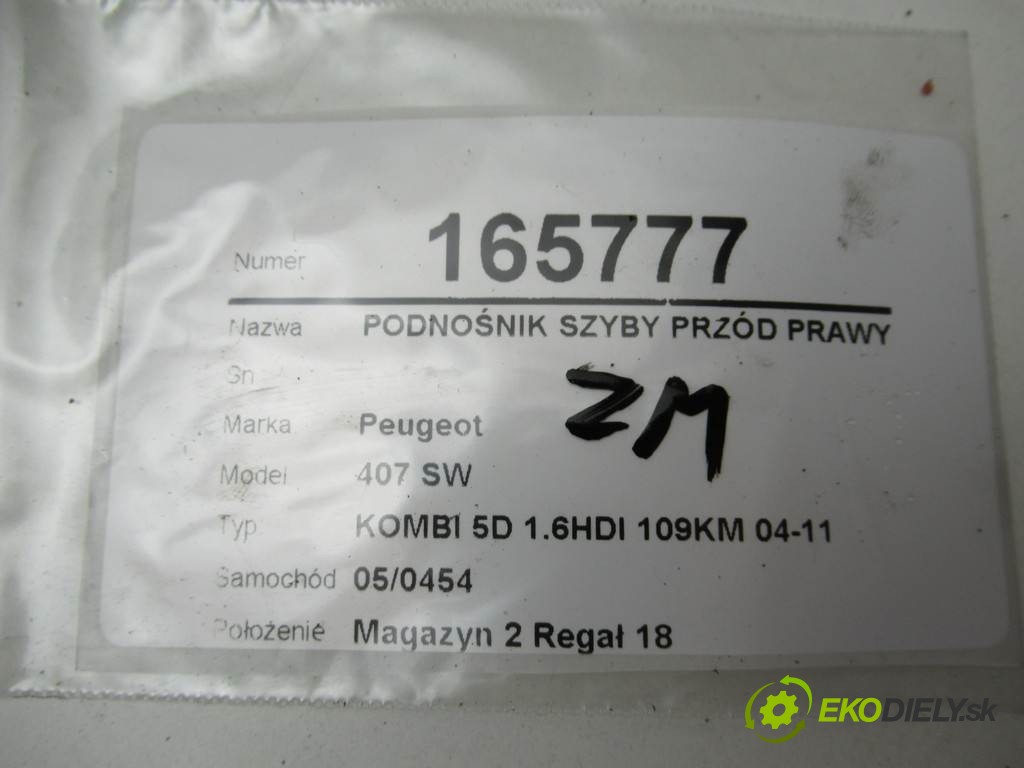 Numer 165777
Nazwa PODNOŚNIK SZYBY PRZÓD PRAWY
Sn
ZM
Marka Peugeot
Model 407 SW
Typ KOMBI 5D 1.6HDI 109KM 04-11
Samochód 05/0454
Położenie Magazyn 2 Regał 18
EKODIELY.sk